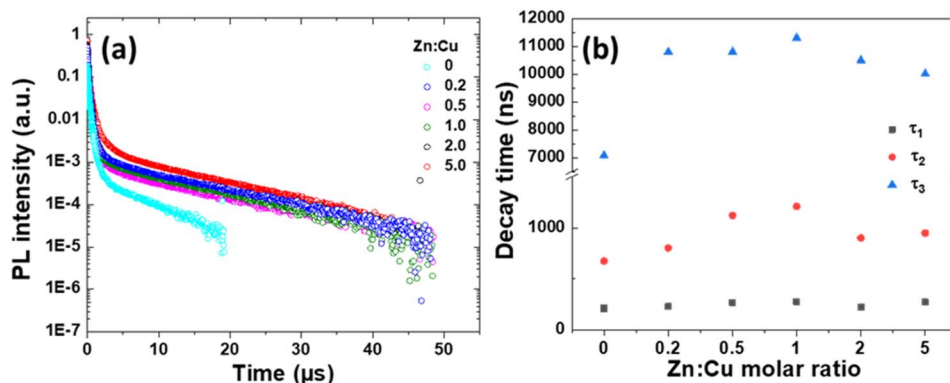 (a)
Zn:Cu
0
0.2
0.5
1.0
2.0
5.0
1
0.1
0.01
1E-3
1E-4
1E-5
1E-6
1E-7
PL intensity (a.u.)
0 10 20 30 40 50
Time (µs)
(b)
12000
11000
10000
9000
8000
7000
1000
0
Decay time (ns)
τ1
τ2
τ3
0 0.2 0.5 1 2 5
Zn:Cu molar ratio